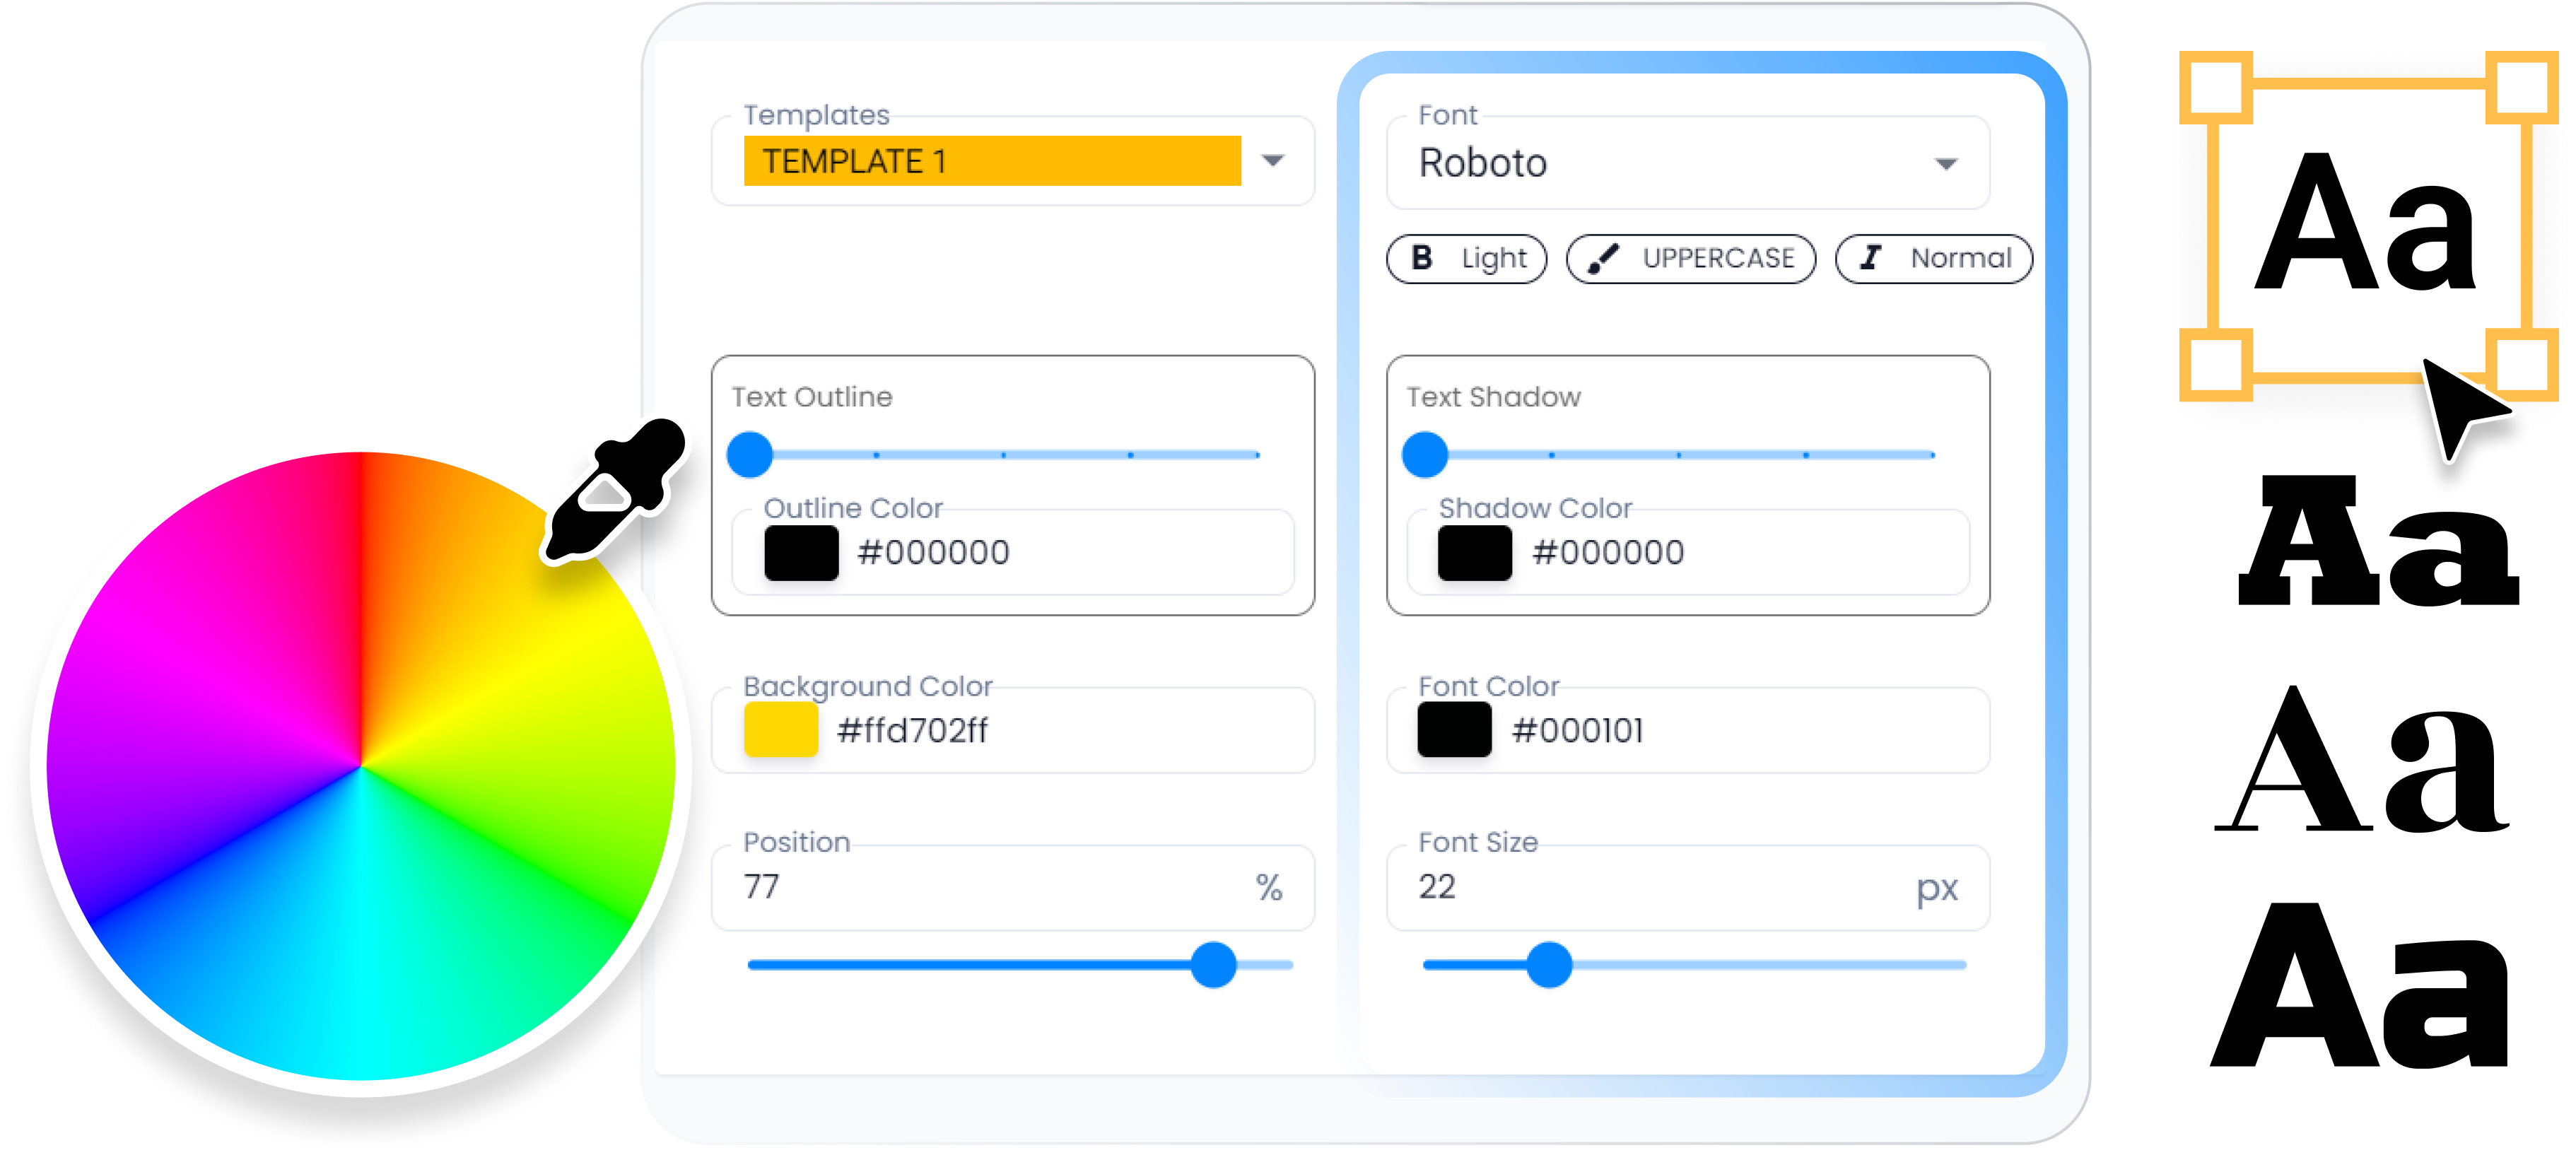 Templates
TEMPLATE 1
Text Outline
Outline Color
#000000
Background Color
#ffd702ff
Position
77 %
Font
Roboto
B Light UPPERCASE I Normal
Text Shadow
Shadow Color
#000000
Font Color
#000101
Font Size
22 px
Aa
Aa
Aa
Aa